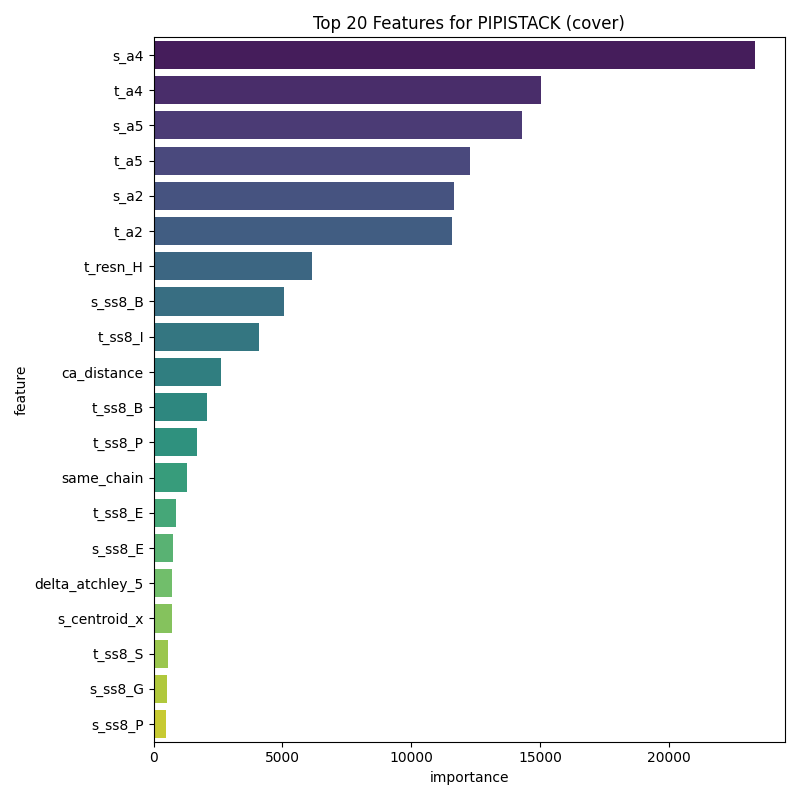 Top 20 Features for PIPISTACK (cover)
s_a4
t_a4
s_a5
t_a5
s_a2
t_a2
t_resn_H
s_ss8_B
t_ss8_I
ca_distance
t_ss8_B
t_ss8_P
same_chain
t_ss8_E
s_ss8_E
delta_atchley_5
s_centroid_x
t_ss8_S
s_ss8_G
s_ss8_P
feature
0 5000 10000 15000 20000
importance